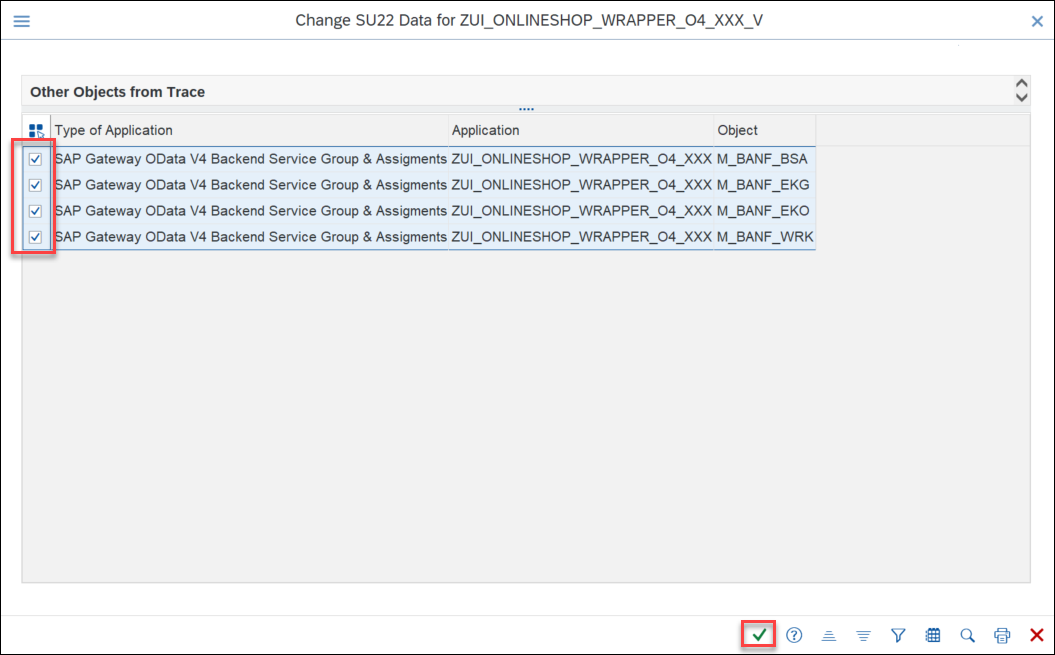 Change SU22 Data for ZUI_ONLINESHOP_WRAPPER_O4_XXX_V
Other Objects from Trace
Type of Application Application Object
SAP Gateway OData V4 Backend Service Group & Assigments ZUI_ONLINESHOP_WRAPPER_O4_XXX M_BANF_BSA
SAP Gateway OData V4 Backend Service Group & Assigments ZUI_ONLINESHOP_WRAPPER_O4_XXX M_BANF_EKG
SAP Gateway OData V4 Backend Service Group & Assigments ZUI_ONLINESHOP_WRAPPER_O4_XXX M_BANF_EKO
SAP Gateway OData V4 Backend Service Group & Assigments ZUI_ONLINESHOP_WRAPPER_O4_XXX M_BANF_WRK